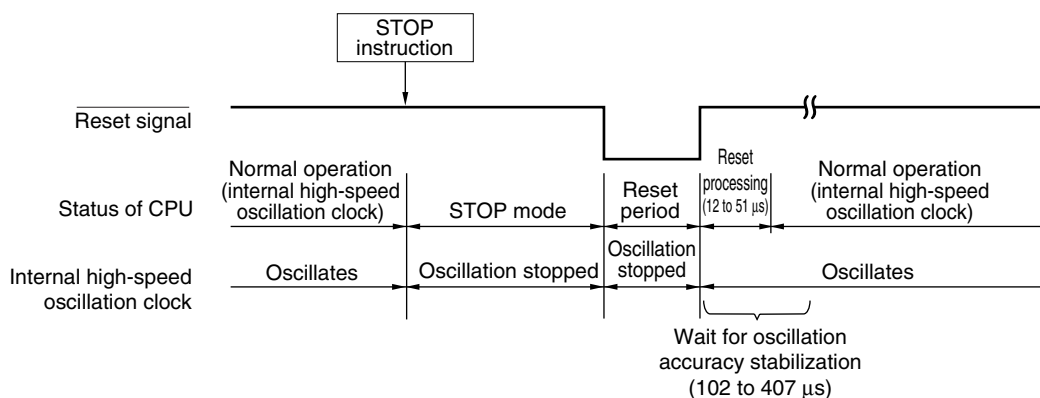 STOP
instruction
Reset signal
Normal operation
(internal high-speed
oscillation clock)
Status of CPU
STOP mode
Reset
period
Reset
processing
(12 to 51 µs)
Normal operation
(internal high-speed
oscillation clock)
Internal high-speed
oscillation clock
Oscillates
Oscillation stopped
Oscillation
stopped
Oscillates
Wait for oscillation
accuracy stabilization
(102 to 407 µs)